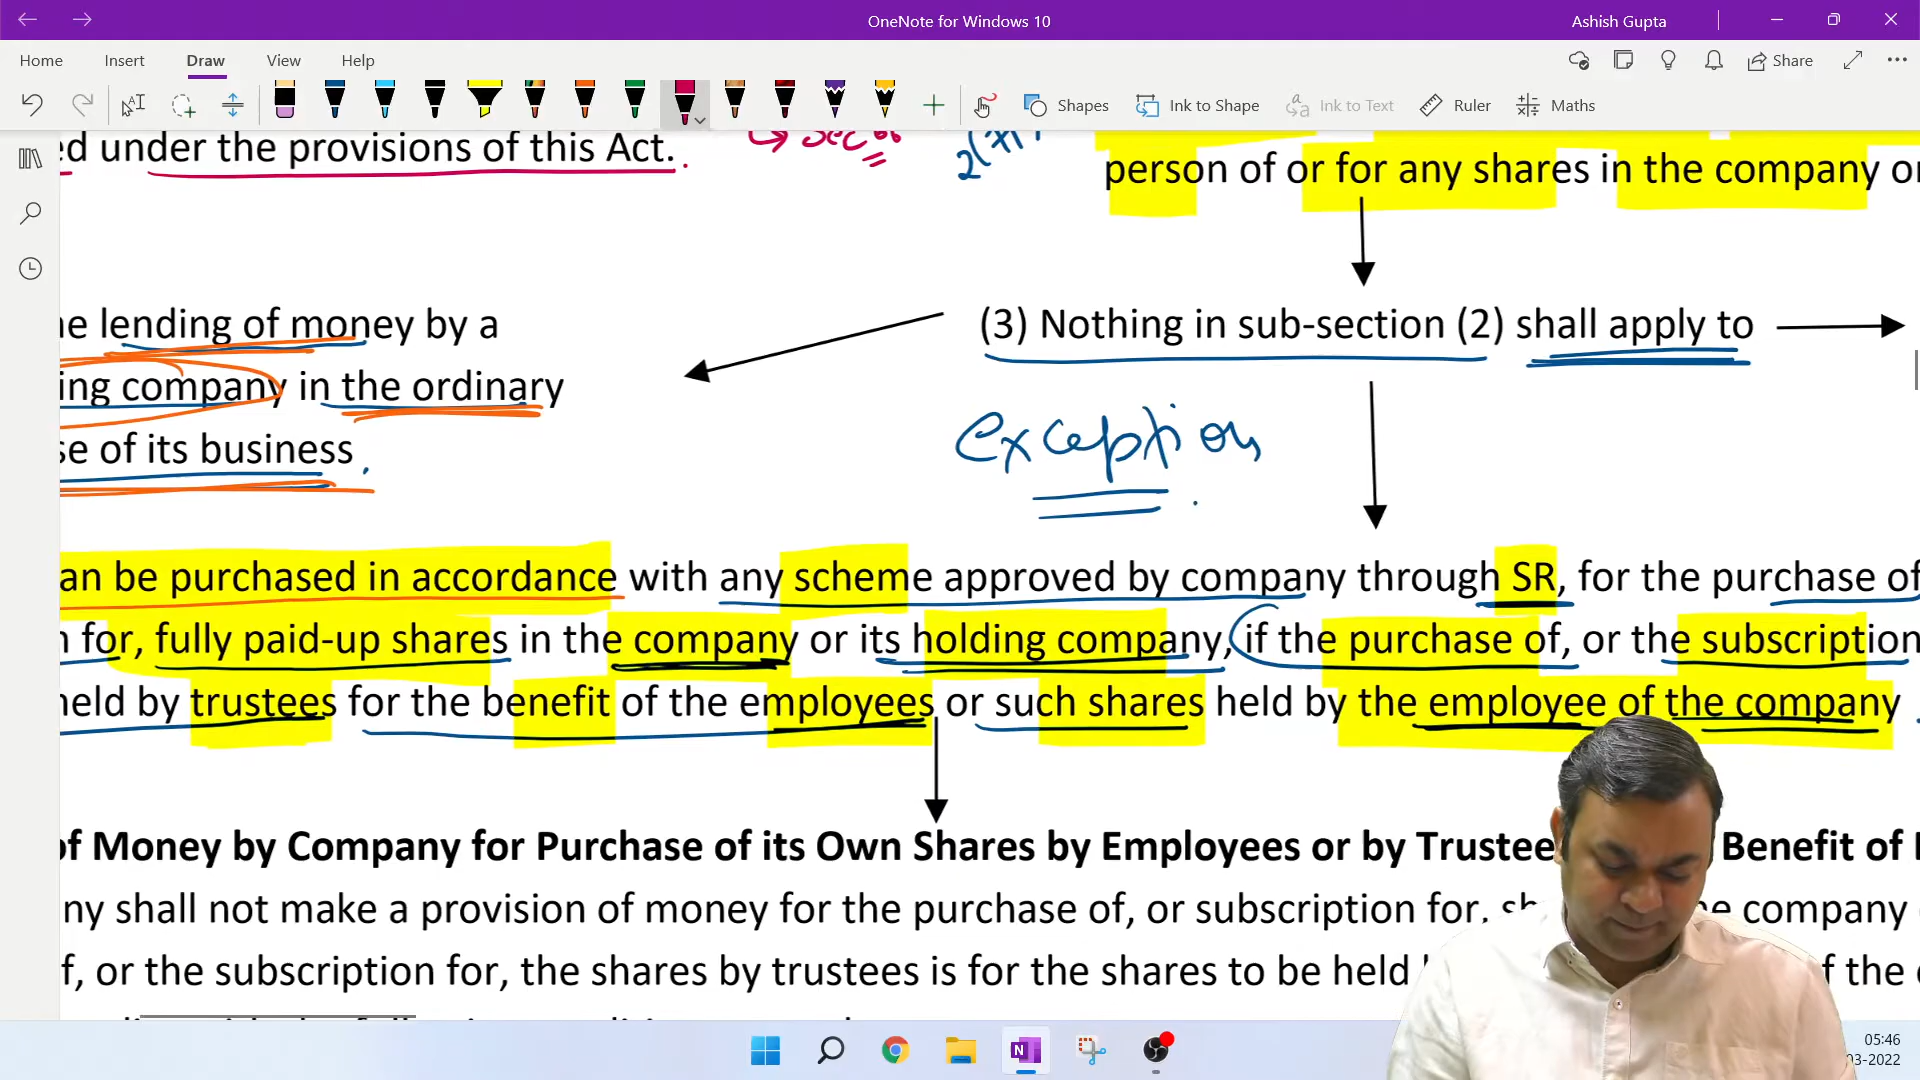 OneNote for Windows 10
Ashish Gupta
Home Insert Draw View Help
Share
Shapes Ink to Shape Ink to Text Ruler Maths
ed under the provisions of this Act.
→ Sec
person of or for any shares in the company or
ne lending of money by a
(3) Nothing in sub-section (2) shall apply to
ing company in the ordinary
exception
se of its business.
an be purchased in accordance with any scheme approved by company through SR, for the purchase of
n for, fully paid-up shares in the company or its holding company, if the purchase of, or the subscription
held by trustees for the benefit of the employees or such shares held by the employee of the company
of Money by Company for Purchase of its Own Shares by Employees or by Trustee Benefit of
ny shall not make a provision of money for the purchase of, or subscription for, sh e company
f, or the subscription for, the shares by trustees is for the shares to be held f the
05:46
03-2022